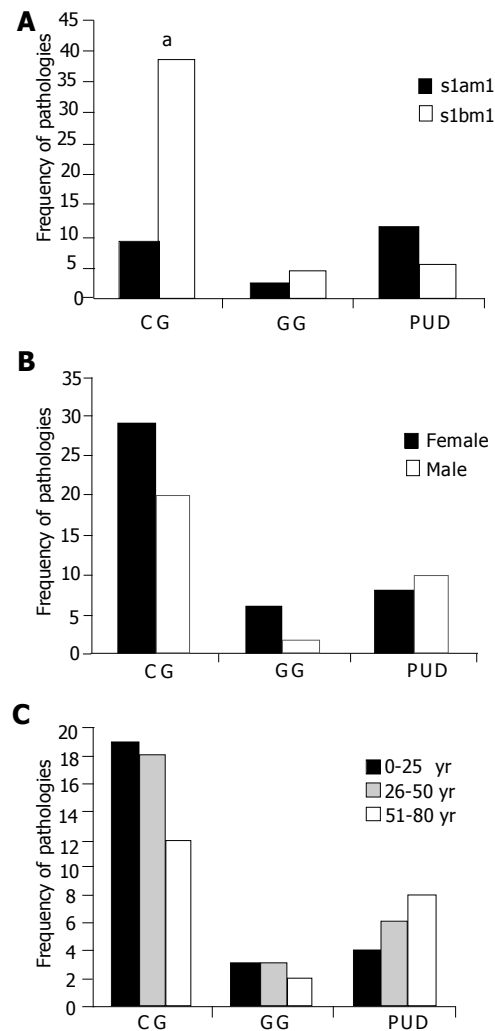 A
Frequency of pathologies
45
40
35
30
25
20
15
10
5
0
a
s1am1
s1bm1
CG GG PUD
B
Frequency of pathologies
35
30
25
20
15
10
5
0
Female
Male
CG GG PUD
C
Frequency of pathologies
20
18
16
14
12
10
8
6
4
2
0
0-25 yr
26-50 yr
51-80 yr
CG GG PUD